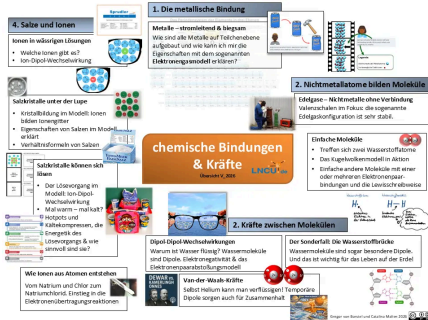 4. Salze und Ionen
Ionen in wässrigen Lösungen
• Welche Ionen gibt es?
• Ion-Dipol-Wechselwirkung
Salzkristalle unter der Lupe
• Kristallbildung im Modell: Ionen
bilden Ionengitter
• Eigenschaften von Salzen im Modell
erklärt
• Verhältnisformeln von Salzen
Salzkristalle können sich
lösen
• Der Lösevorgang im
Modell: Ion-Dipol-
Wechselwirkung
• Mal warm – mal kalt?
Hotpots und
Kältekompressen, die
• Energetik des
Lösevorgangs & wie
sinnvoll sind sie?
Wie Ionen aus Atomen entstehen
Vom Natrium und Chlor zum
Natriumchlorid. Einstieg in die
Elektronenübertragungsreaktionen
1. Die metallische Bindung
Metalle – stromleitend & biegsam
Wie sind alle Metalle auf Teilchenebene
aufgebaut und wie kann ich mir die
Eigenschaften mit dem sogenannten
Elektronengasmodell erklären?
chemische Bindungen
& Kräfte
LNCU
2. Nichtmetallatome bilden Moleküle
Edelgase – Nichtmetalle ohne Verbindung
Valenzschalen im Fokus: die sogenannte
Edelgaskonfiguration ist sehr stabil.
Einfache Moleküle
• Treffen sich zwei Wasserstoffatome
• Das Kugelwolkenmodell in Aktion
• Einfache andere Moleküle mit einer
oder mehreren Elektronenpaar-
bindungen und die Lewisschreibweise
2. Kräfte zwischen Molekülen
Dipol-Dipol-Wechselwirkungen
Warum ist Wasser flüssig? Wassermoleküle
sind Dipole. Elektronegativität & das
Elektronenpaarabstoßungsmodell
Der Sonderfall: Die Wasserstoffbrücke
Wassermoleküle sind sogar besondere Dipole.
Und das ist wichtig für das Leben auf der Erde!
Van-der-Waals-Kräfte
Selbst Helium kann man verflüssigen! Temporäre
Dipole sorgen auch für Zusammenhalt
DEWAR